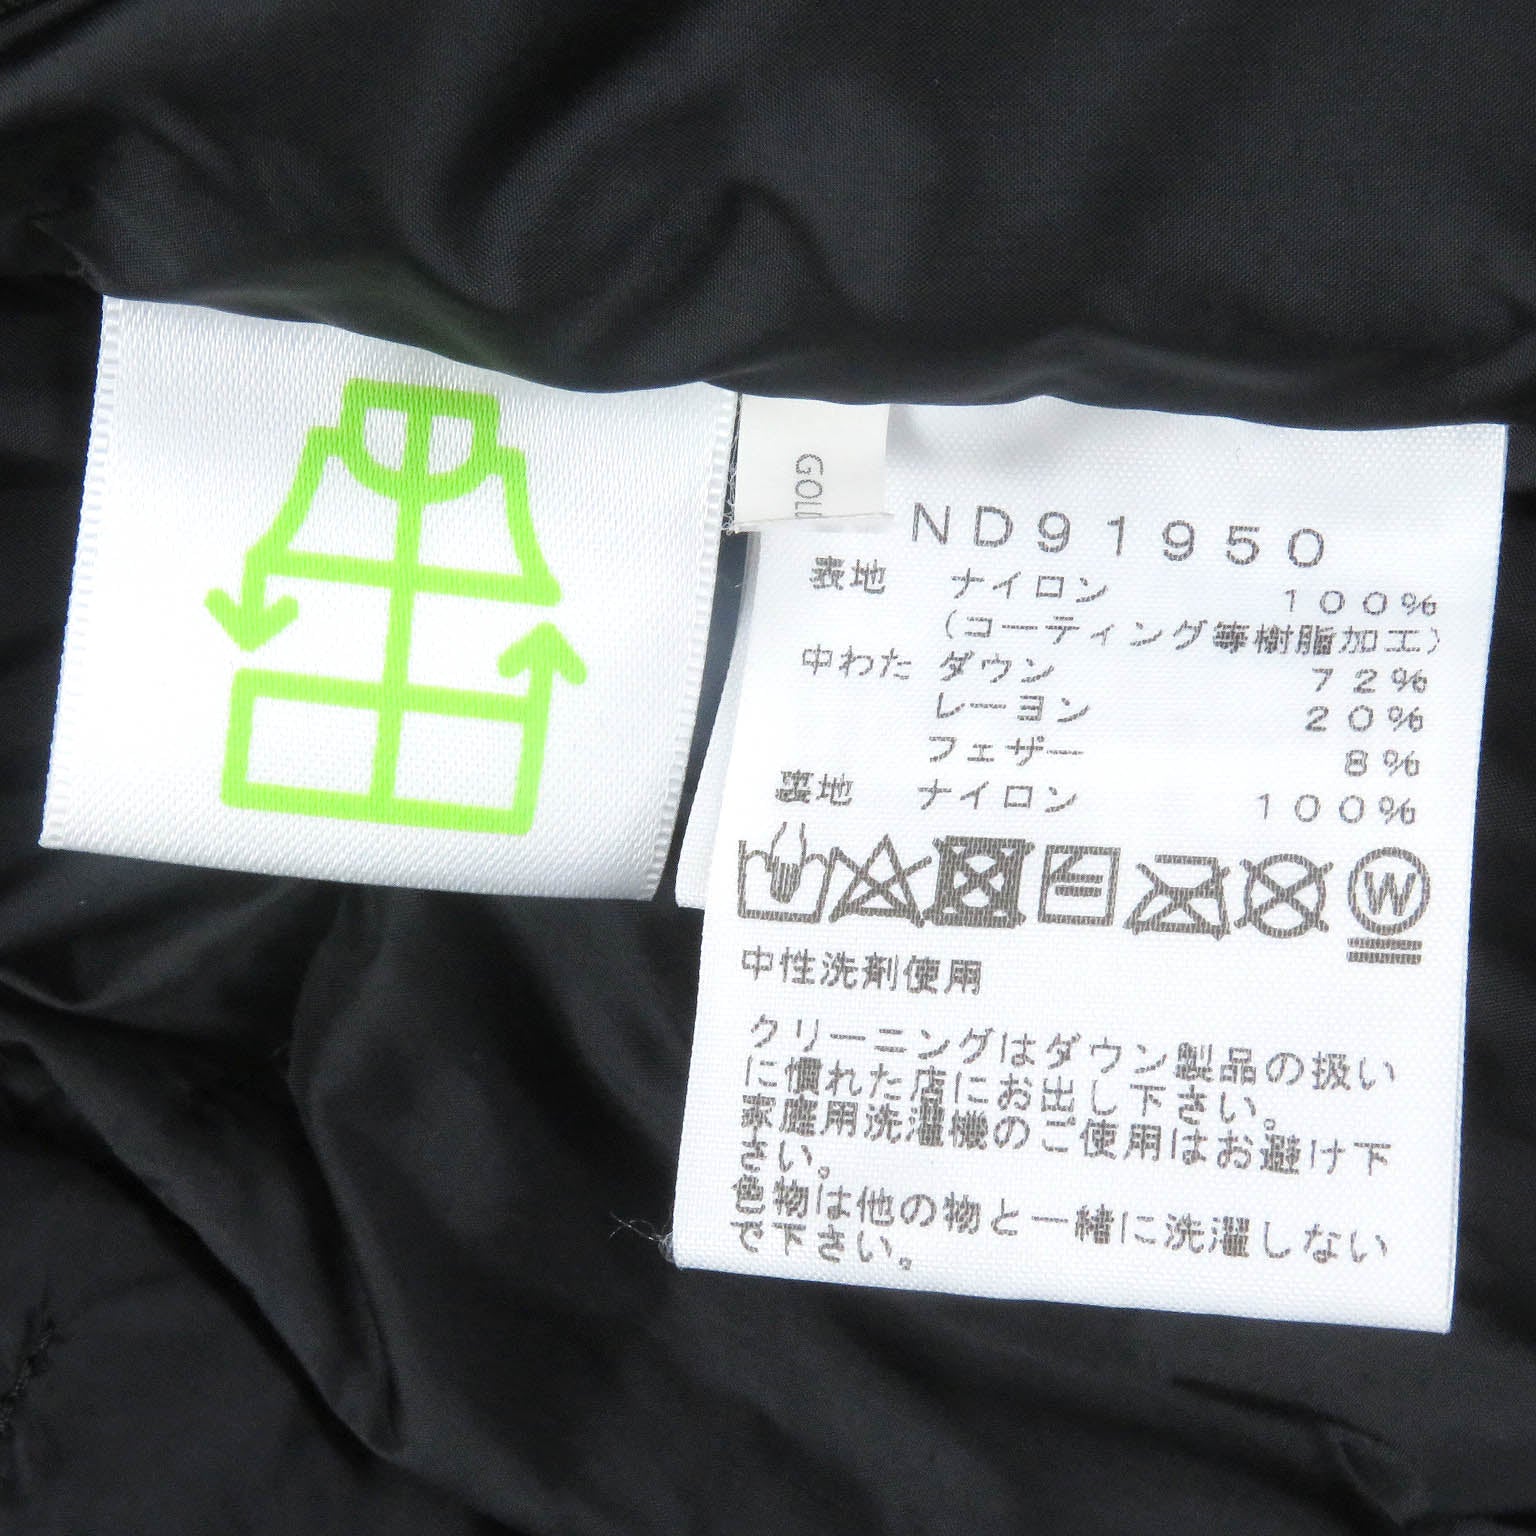 GOLD
ND91950
表地 ナイロン 100%
(コーティング等樹脂加工)
中わた ダウン 72%
レーヨン 20%
フェザー 8%
裏地 ナイロン 100%
W
中性洗剤使用
クリーニングはダウン製品の扱い
に慣れた店にお出し下さい。
家庭用洗濯機のご使用はお避け下
さい。
色物は他の物と一緒に洗濯しない
で下さい。